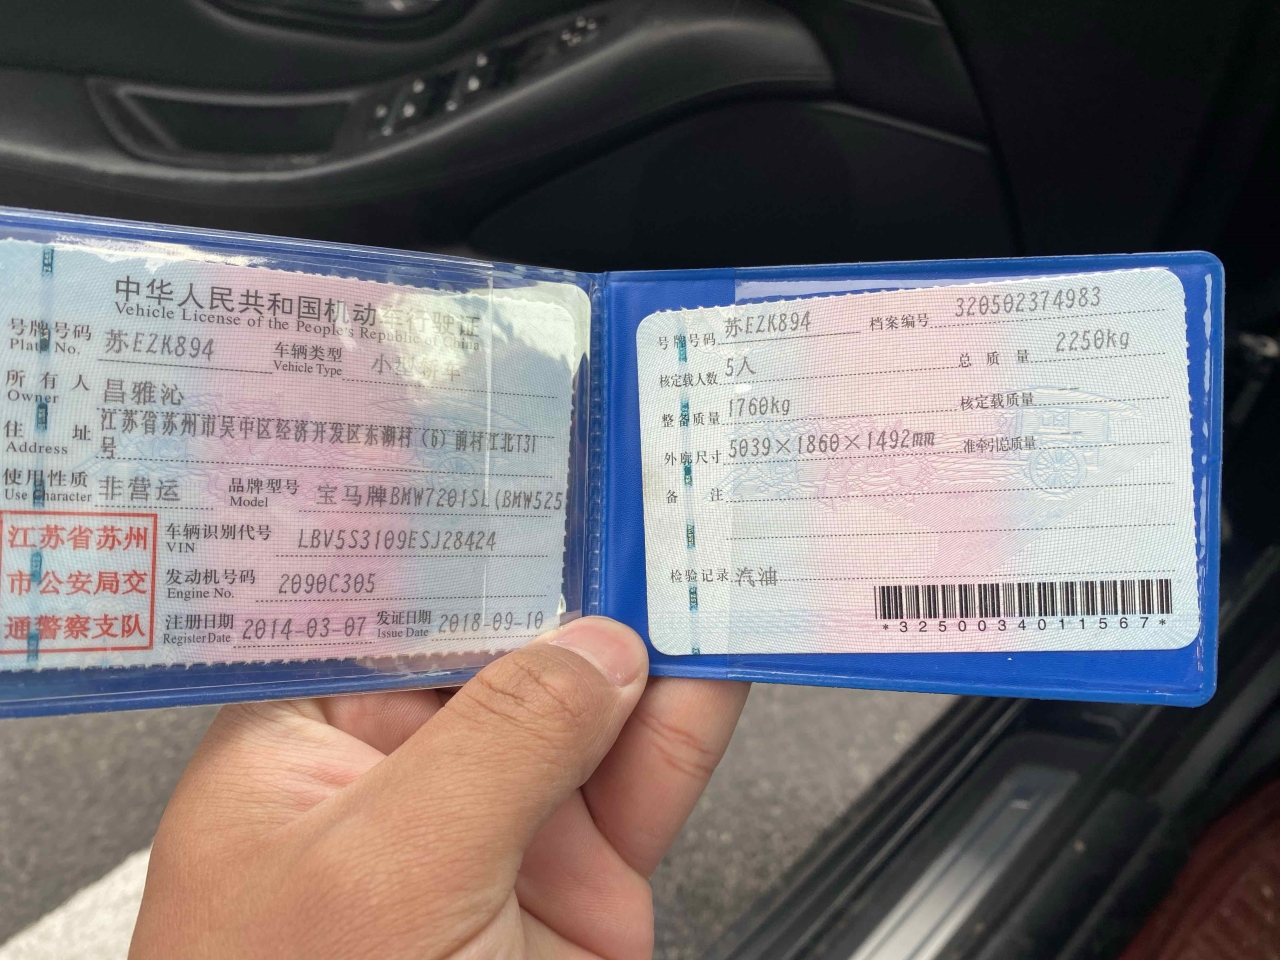 中华人民共和国机动车行驶证
Vehicle License of the People's Republic of China
号牌号码 苏EZK894 车辆类型 小型轿车
Plate No. Vehicle Type
所有人 昌雅沁
Owner
住址 江苏省苏州市吴中区经济开发区东湖村(6)前村江北131号
Address
使用性质 非营运 品牌型号 宝马牌BMW7201SL(BMW525
Use Character Model
江苏省苏州市公安局交通警察支队
车辆识别代号 LBV5S3109ESJ28424
VIN
发动机号码 2090C305
Engine No.
注册日期 2014-03-07 发证日期 2018-09-10
Register Date Issue Date
号牌号码 苏EZK894 档案编号 320502374983
核定载人数 5人 总质量 2250kg
整备质量 1760kg 核定载质量
外廓尺寸 5039×1860×1492mm 准牵引总质量
备注
检验记录 汽油
*3250034011567*